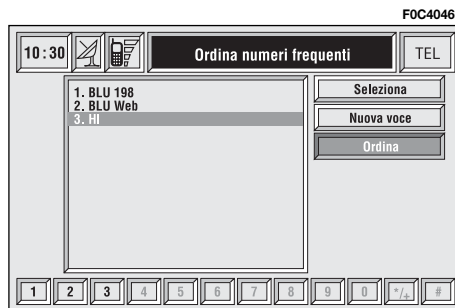 F0C4046
10:30 Ordina numeri frequenti TEL
1. BLU 198
2. BLU Web
3. HI
Seleziona
Nuova voce
Ordina
1 2 3 4 5 6 7 8 9 0 */+ #